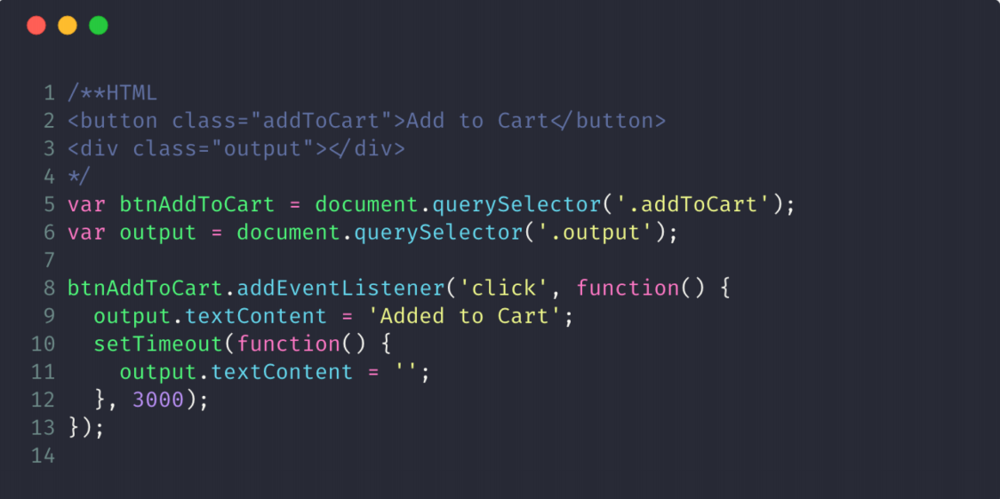 1 /**HTML
2 <button class="addToCart">Add to Cart</button>
3 <div class="output"></div>
4 */
5 var btnAddToCart = document.querySelector('.addToCart');
6 var output = document.querySelector('.output');
7
8 btnAddToCart.addEventListener('click', function() {
9   output.textContent = 'Added to Cart';
10   setTimeout(function() {
11     output.textContent = '';
12   }, 3000);
13 });
14